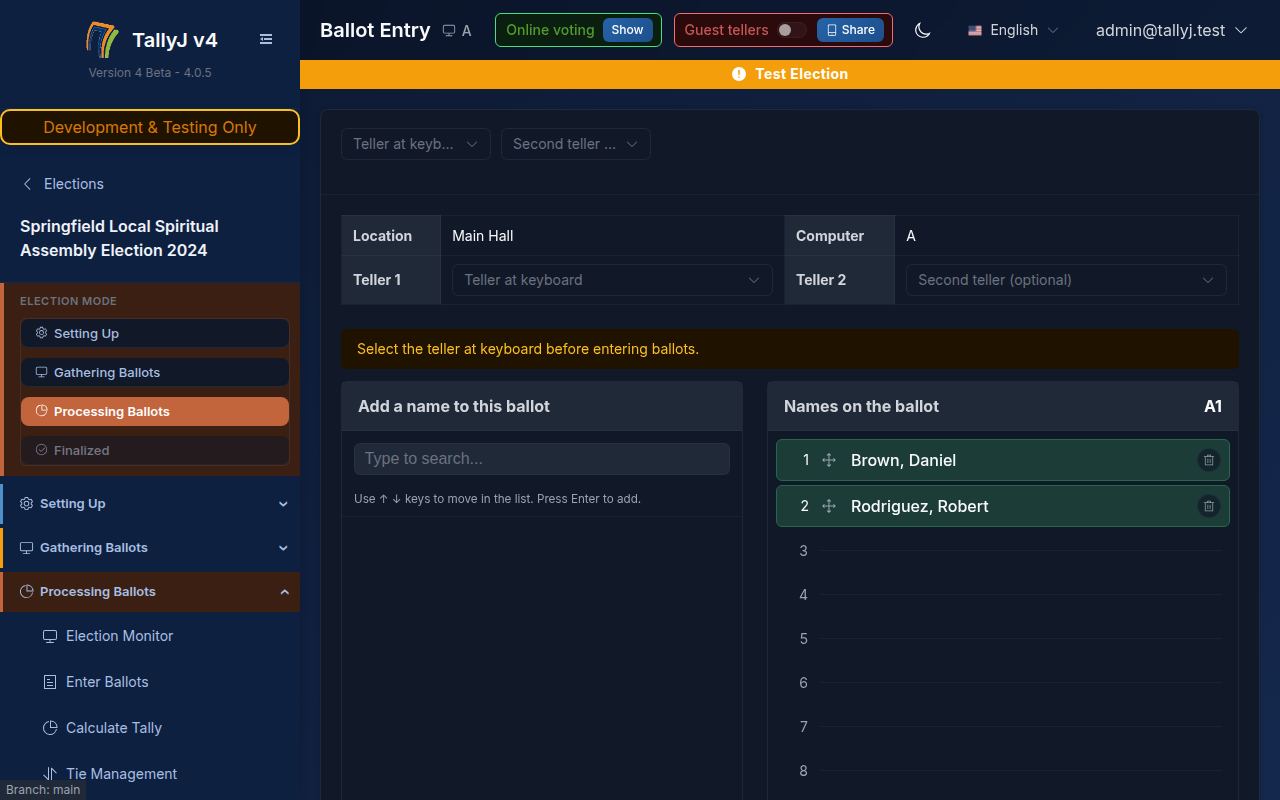 TallyJ v4
Version 4 Beta - 4.0.5
Development & Testing Only
Elections
Springfield Local Spiritual
Assembly Election 2024
ELECTION MODE
Setting Up
Gathering Ballots
Processing Ballots
Finalized
Setting Up
Gathering Ballots
Processing Ballots
Election Monitor
Enter Ballots
Calculate Tally
Tie Management
Branch: main
Ballot Entry A Online voting Show Guest tellers Share English admin@tallyj.test
Test Election
Teller at keyb... Second teller ...
Location Main Hall Computer A
Teller 1 Teller at keyboard Teller 2 Second teller (optional)
Select the teller at keyboard before entering ballots.
Add a name to this ballot
Type to search...
Use ↑ ↓ keys to move in the list. Press Enter to add.
Names on the ballot A1
1 Brown, Daniel
2 Rodriguez, Robert
3
4
5
6
7
8